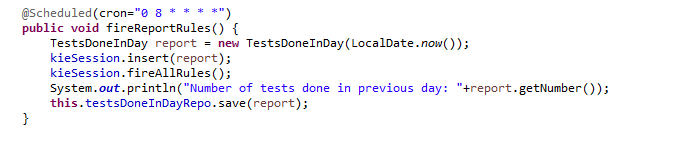 @Scheduled(cron="0 8 * * * *")
public void fireReportRules() {
    TestsDoneInDay report = new TestsDoneInDay(LocalDate.now());
    kieSession.insert(report);
    kieSession.fireAllRules();
    System.out.println("Number of tests done in previous day: "+report.getNumber());
    this.testsDoneInDayRepo.save(report);
}